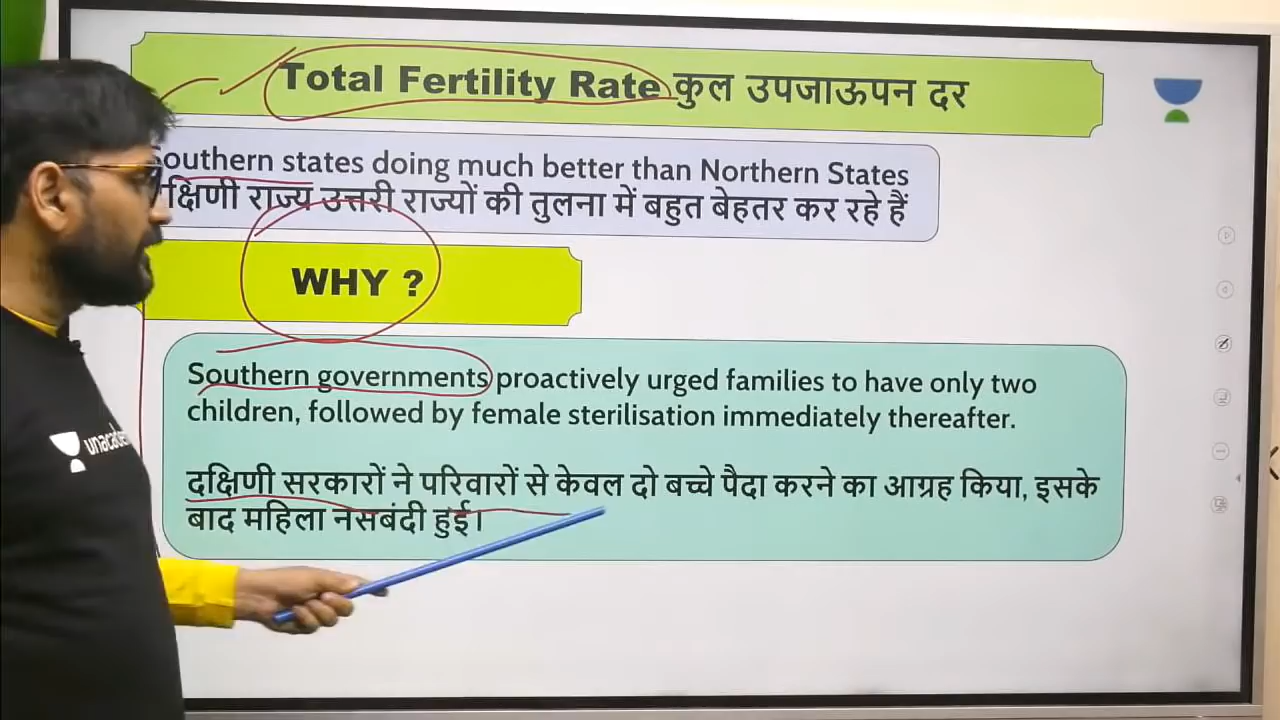 Total Fertility Rate कुल उपजाऊपन दर
outhern states doing much better than Northern States
क्षिणी राज्य उत्तरी राज्यों की तुलना में बहुत बेहतर कर रहे हैं
WHY ?
Southern governments proactively urged families to have only two
children, followed by female sterilisation immediately thereafter.
दक्षिणी सरकारों ने परिवारों से केवल दो बच्चे पैदा करने का आग्रह किया, इसके
बाद महिला नसबंदी हुई।
unacade